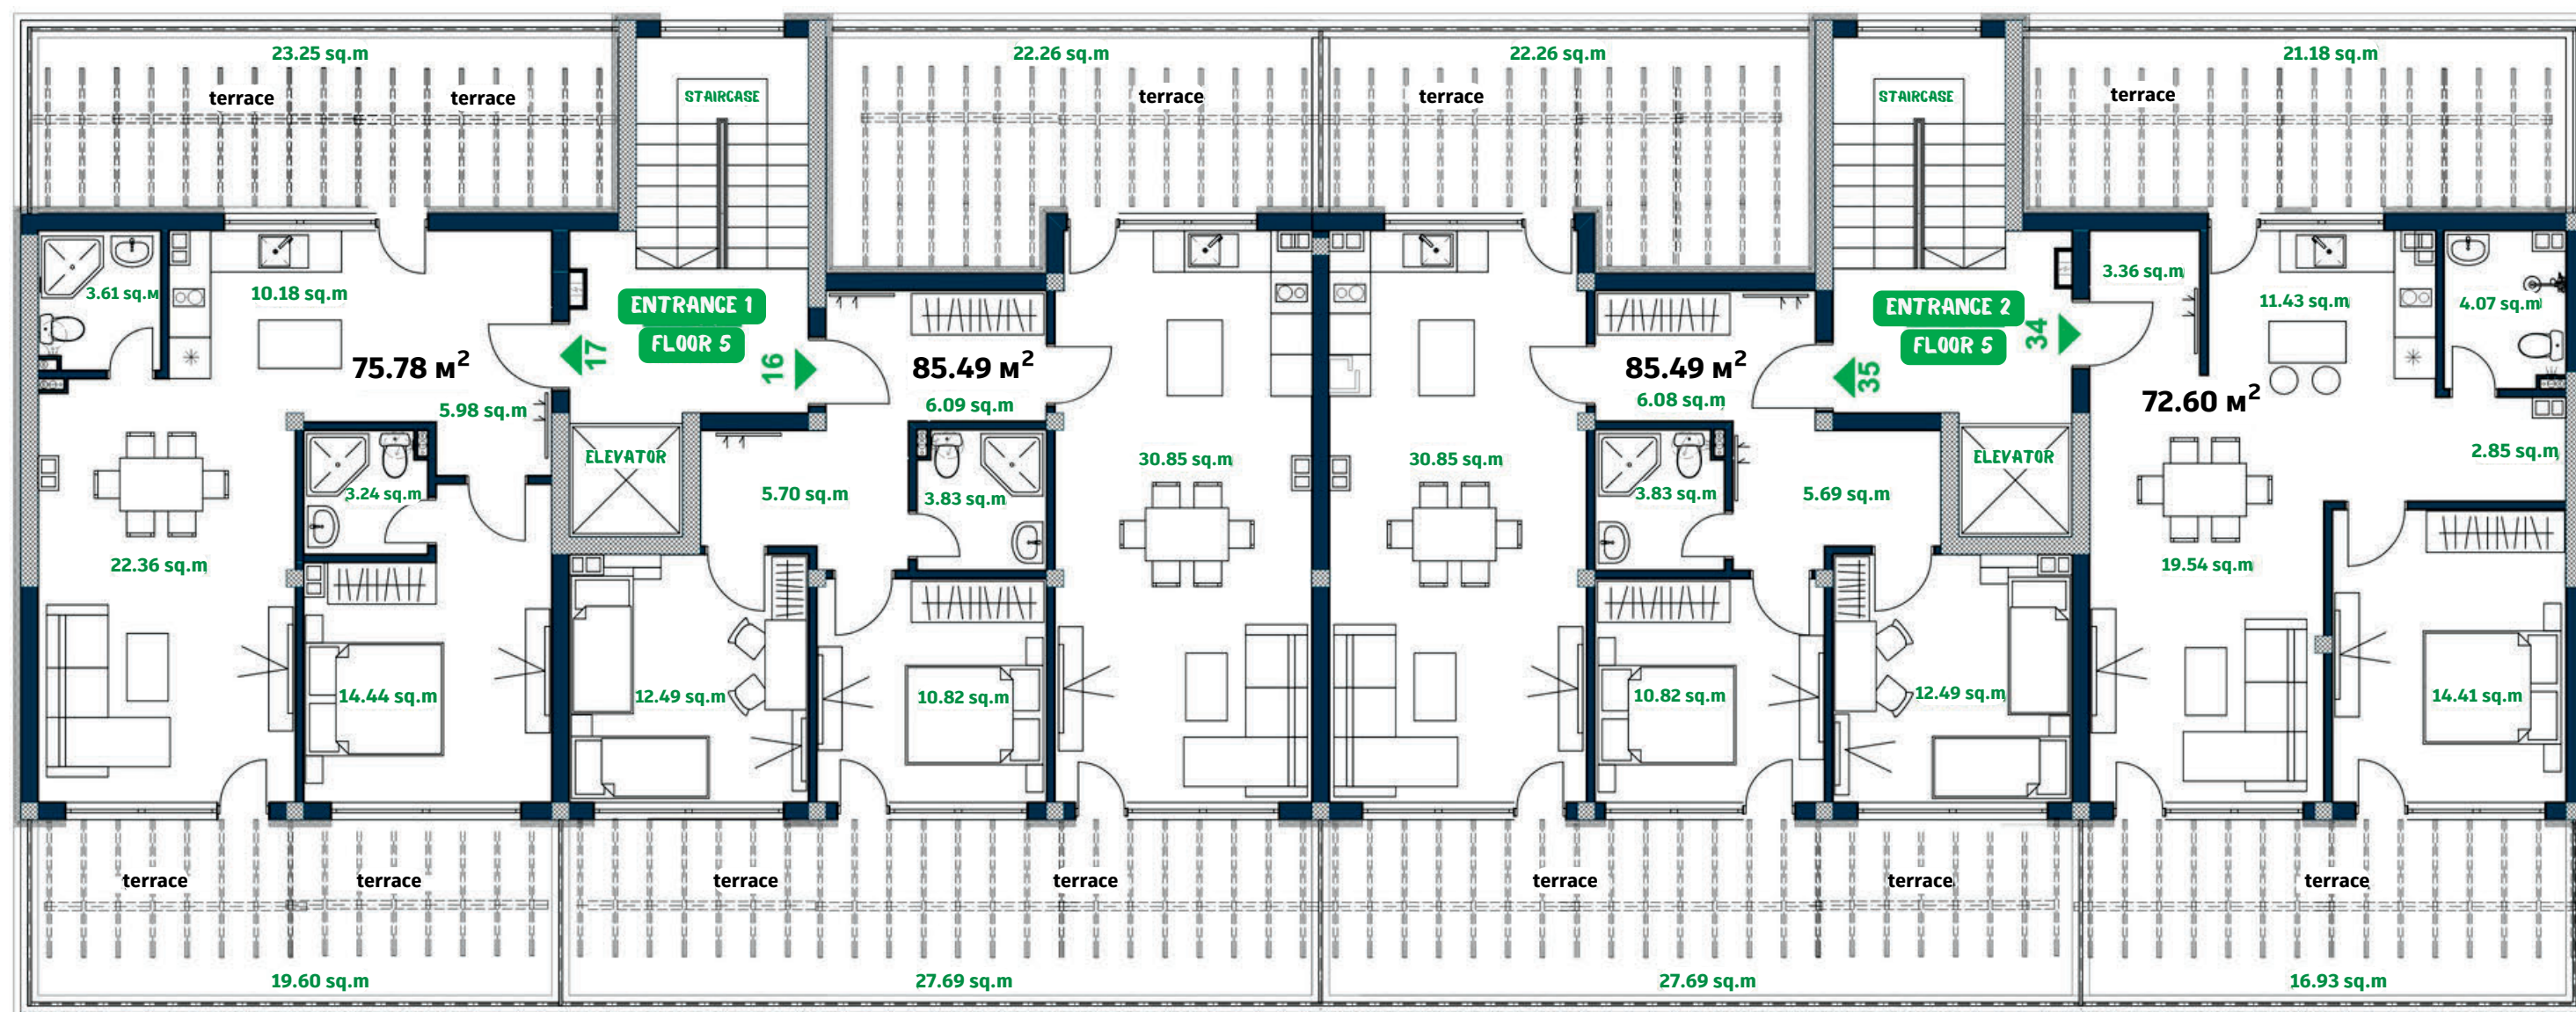 23.25 sq.m
22.26 sq.m
22.26 sq.m
21.18 sq.m
terrace
terrace
STAIRCASE
terrace
terrace
STAIRCASE
terrace
3.61 sq.м
10.18 sq.m
ENTRANCE 1
FLOOR 5
17
16
75.78 м²
5.98 sq.m
85.49 м²
6.09 sq.m
85.49 м²
6.08 sq.m
ENTRANCE 2
FLOOR 5
34
35
3.36 sq.m
11.43 sq.m
4.07 sq.m
72.60 м²
2.85 sq.m
ELEVATOR
3.24 sq.m
5.70 sq.m
3.83 sq.m
30.85 sq.m
30.85 sq.m
3.83 sq.m
5.69 sq.m
ELEVATOR
22.36 sq.m
19.54 sq.m
14.44 sq.m
12.49 sq.m
10.82 sq.m
10.82 sq.m
12.49 sq.m
14.41 sq.m
terrace
terrace
terrace
terrace
terrace
terrace
terrace
19.60 sq.m
27.69 sq.m
27.69 sq.m
16.93 sq.m